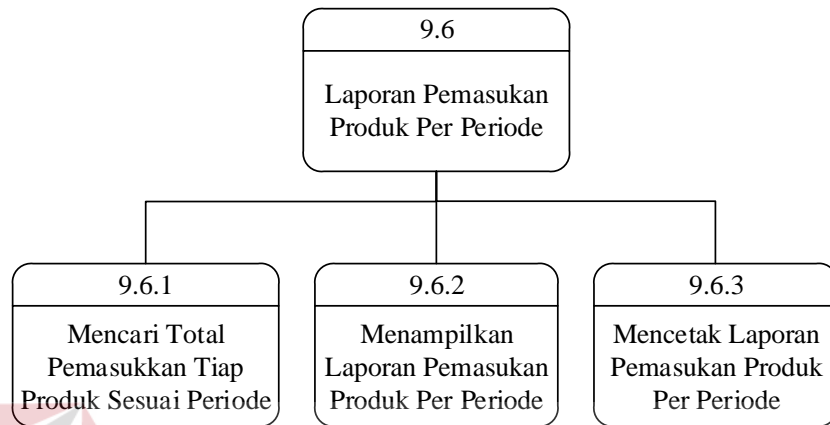 9.6
Laporan Pemasukan
Produk Per Periode
9.6.1
Mencari Total
Pemasukkan Tiap
Produk Sesuai Periode
9.6.2
Menampilkan
Laporan Pemasukan
Produk Per Periode
9.6.3
Mencetak Laporan
Pemasukan Produk
Per Periode